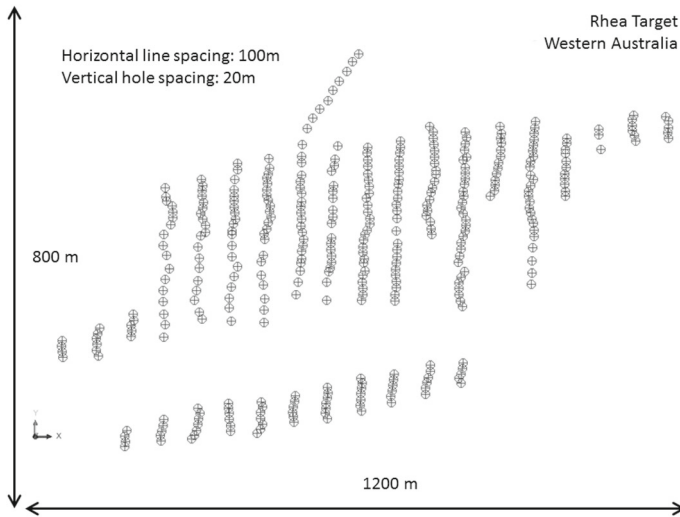 Rhea Target
Western Australia
Horizontal line spacing: 100m
Vertical hole spacing: 20m
800 m
Y
X
1200 m